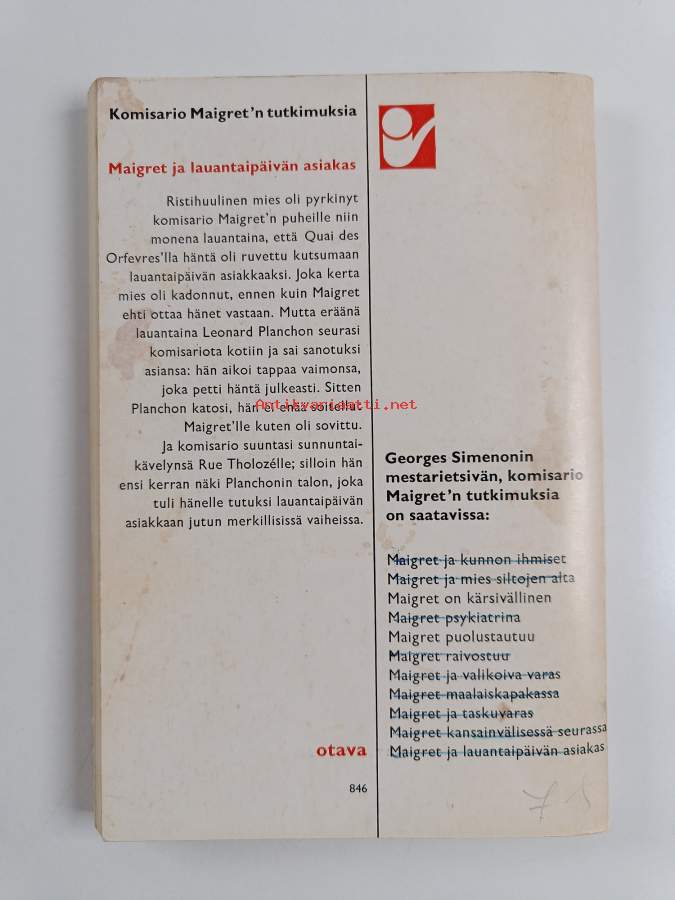 Komisario Maigret'n tutkimuksia
Maigret ja lauantaipäivän asiakas
Ristihuulinen mies oli pyrkinyt
komisario Maigret'n puheille niin
monena lauantaina, että Quai des
Orfevres'lla häntä oli ruvettu kutsumaan
lauantaipäivän asiakkaaksi. Joka kerta
mies oli kadonnut, ennen kuin Maigret
ehti ottaa hänet vastaan. Mutta eräänä
lauantaina Leonard Planchon seurasi
komisariota kotiin ja sai sanotuksi
asiansa: hän aikoi tappaa vaimonsa,
joka petti häntä julkeasti. Sitten
Planchon katosi, hän ei enää soitellut
Maigret'lle kuten oli sovittu.
Ja komisario suuntasi sunnuntai-
kävelynsä Rue Tholozélle; silloin hän
ensi kerran näki Planchonin talon, joka
tuli hänelle tutuksi lauantaipäivän
asiakkaan jutun merkillisissä vaiheissa.
Antikvariaatti.net
otava
846
Georges Simenonin
mestarietsivän, komisario
Maigret'n tutkimuksia
on saatavissa:
Maigret ja kunnon ihmiset
Maigret ja mies siltojen alta
Maigret on kärsivällinen
Maigret psykiatrina
Maigret puolustautuu
Maigret raivostuu
Maigret ja valikoiva varas
Maigret maalaiskapakassa
Maigret ja taskuvaras
Maigret kansainvälisessä seurassa
Maigret ja lauantaipäivän asiakas